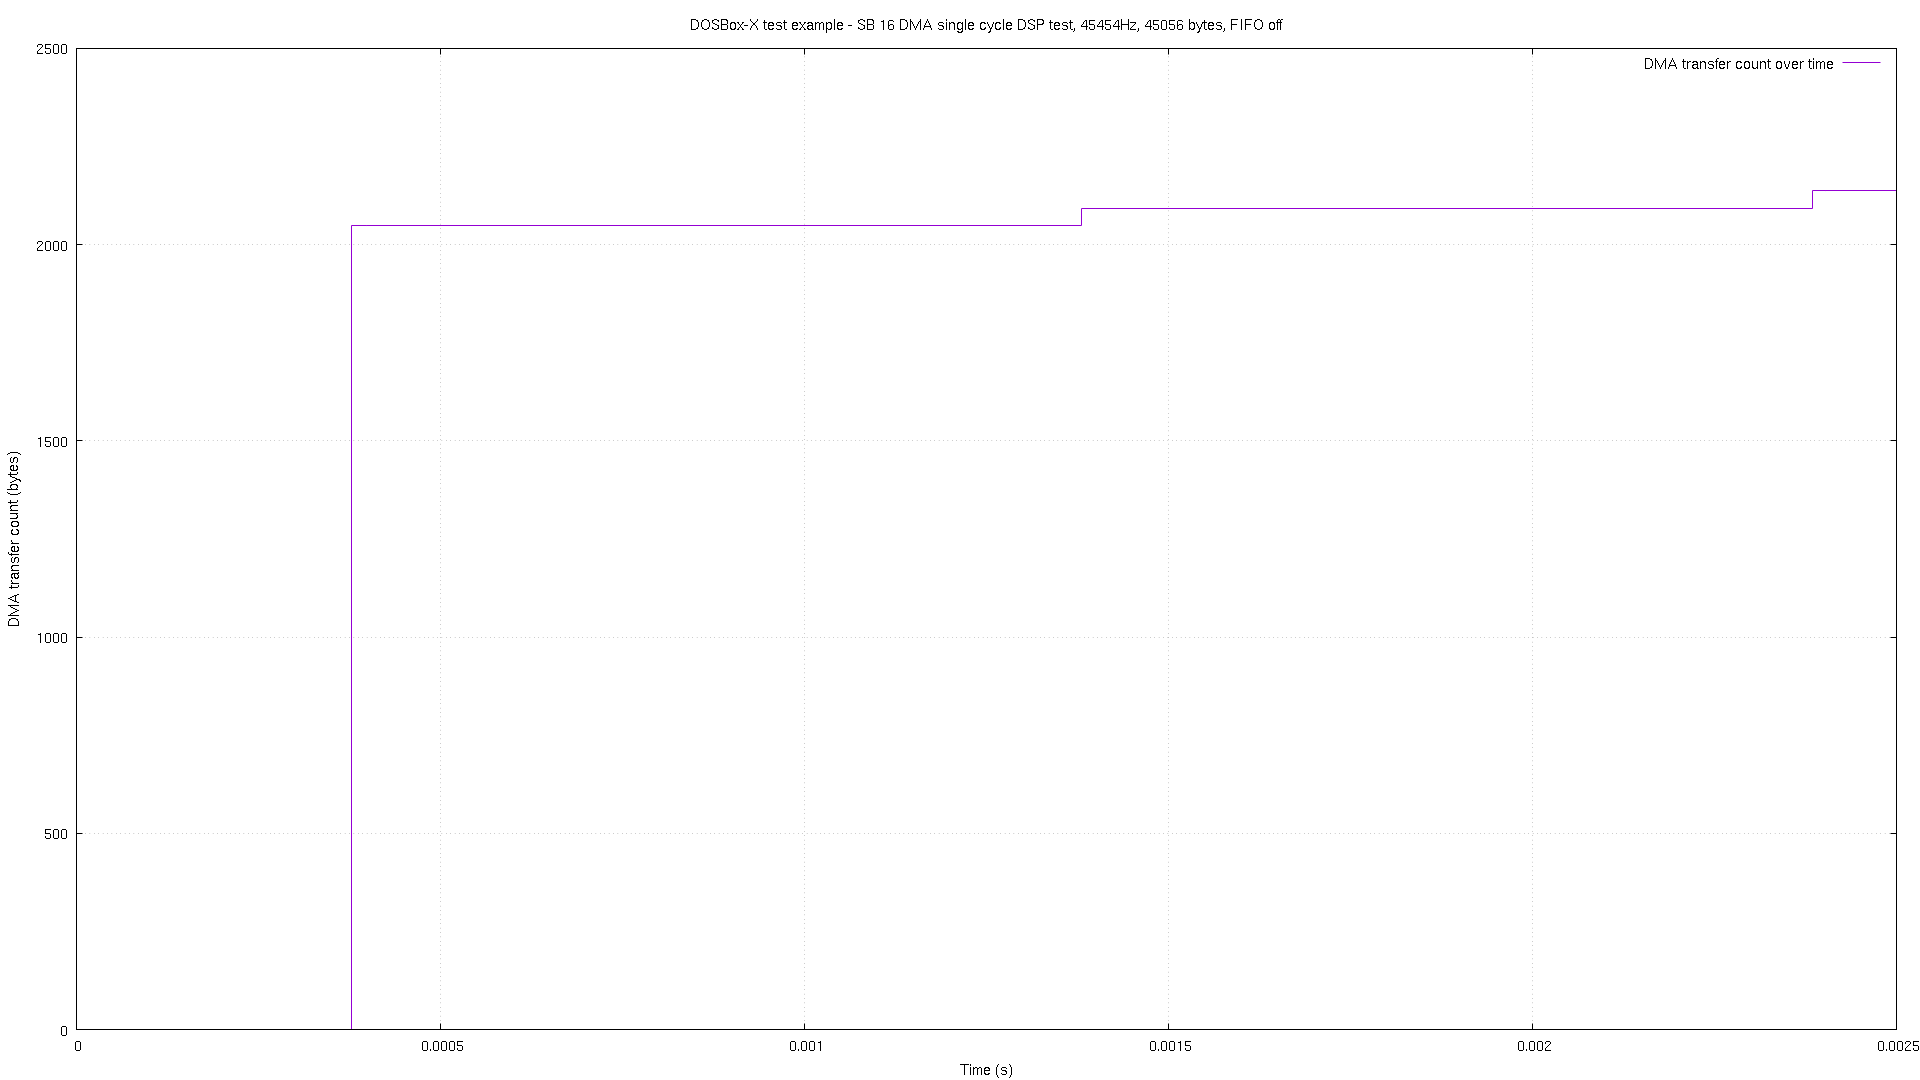 DOSBox-X test example - SB 16 DMA single cycle DSP test, 45454Hz, 45056 bytes, FIFO off
DMA transfer count over time
2500
2000
1500
1000
500
0
DMA transfer count (bytes)
0 0.0005 0.001 0.0015 0.002 0.0025
Time (s)